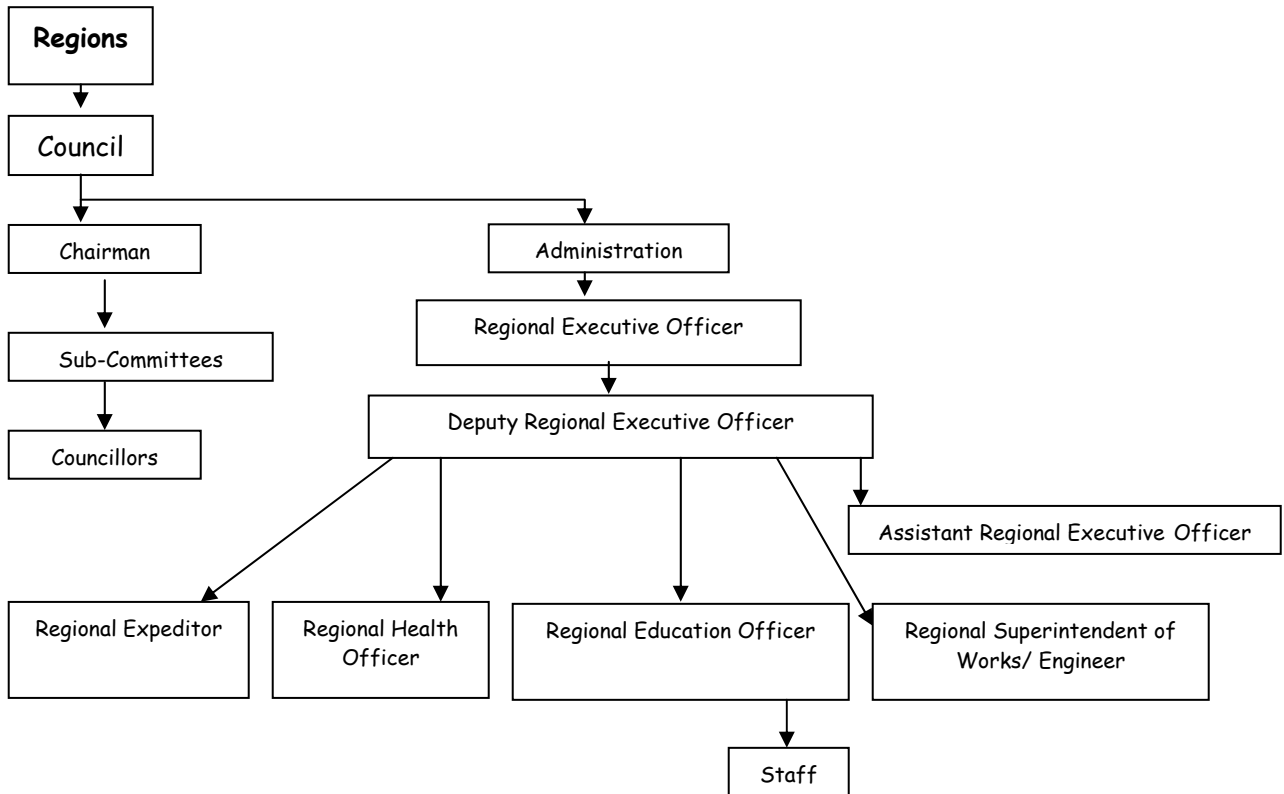 Regions
Council
Chairman
Administration
Regional Executive Officer
Sub-Committees
Deputy Regional Executive Officer
Councillors
Assistant Regional Executive Officer
Regional Expeditor
Regional Health
Officer
Regional Education Officer
Regional Superintendent of
Works/ Engineer
Staff